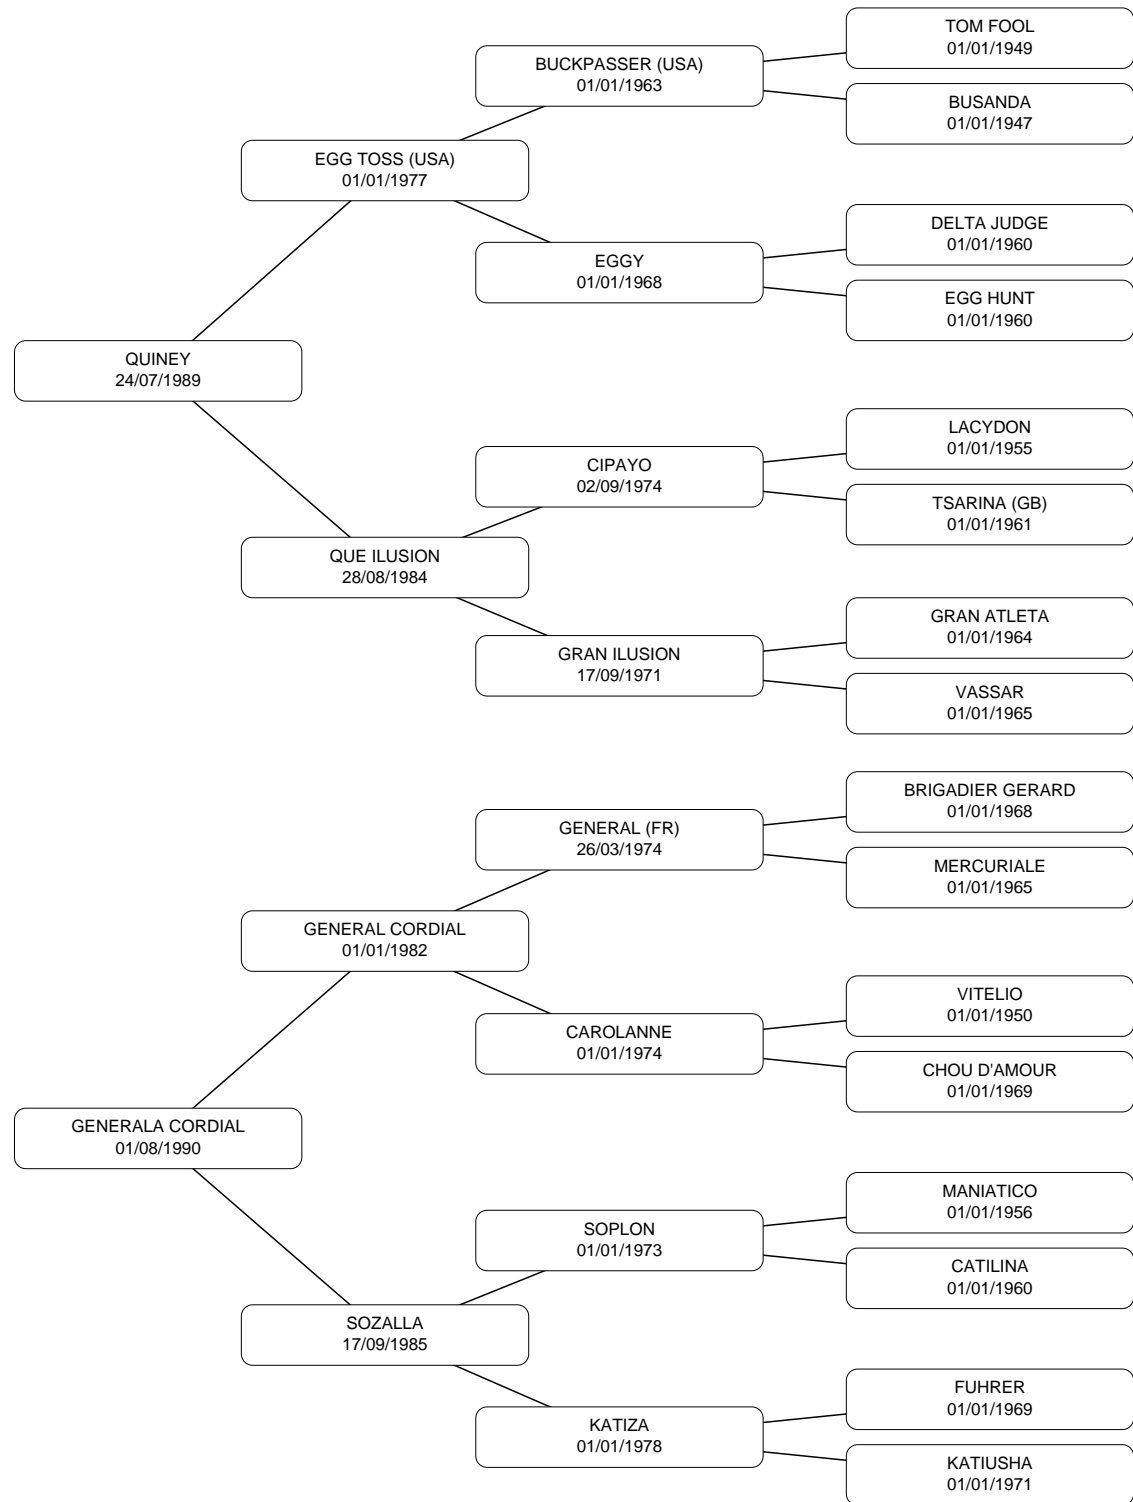 TOM FOOL
01/01/1949
BUCKPASSER (USA)
01/01/1963
BUSANDA
01/01/1947
EGG TOSS (USA)
01/01/1977
DELTA JUDGE
01/01/1960
EGGY
01/01/1968
EGG HUNT
01/01/1960
QUINEY
24/07/1989
LACYDON
01/01/1955
CIPAYO
02/09/1974
TSARINA (GB)
01/01/1961
QUE ILUSION
28/08/1984
GRAN ATLETA
01/01/1964
GRAN ILUSION
17/09/1971
VASSAR
01/01/1965
BRIGADIER GERARD
01/01/1968
GENERAL (FR)
26/03/1974
MERCURIALE
01/01/1965
GENERAL CORDIAL
01/01/1982
VITELIO
01/01/1950
CAROLANNE
01/01/1974
CHOU D'AMOUR
01/01/1969
GENERALA CORDIAL
01/08/1990
MANIATICO
01/01/1956
SOPLON
01/01/1973
CATILINA
01/01/1960
SOZALLA
17/09/1985
FUHRER
01/01/1969
KATIZA
01/01/1978
KATIUSHA
01/01/1971